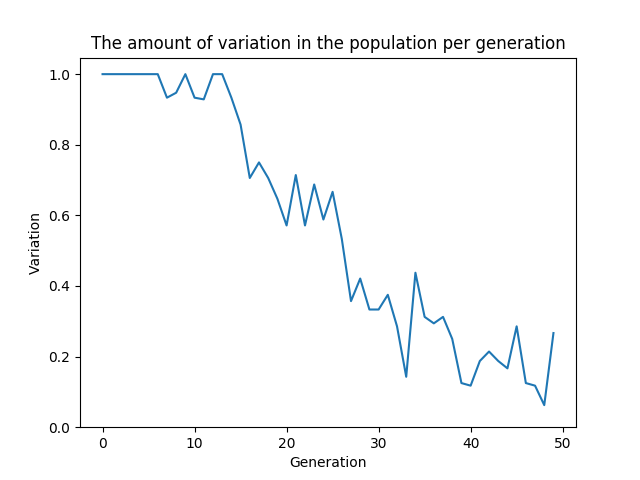 The amount of variation in the population per generation
1.0
0.8
0.6
0.4
0.2
0.0
Variation
0 10 20 30 40 50
Generation